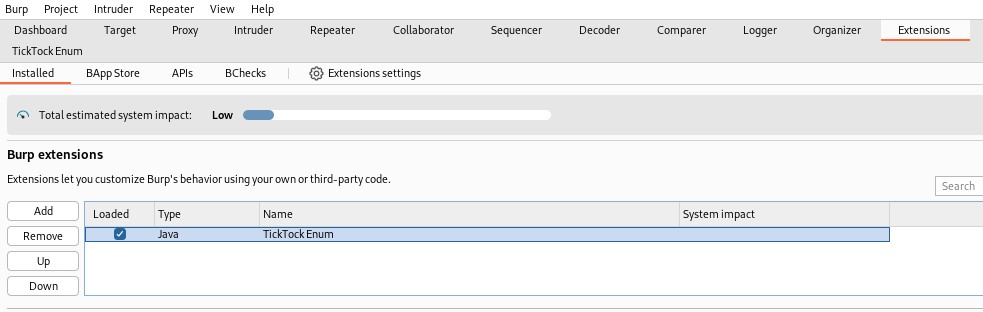 Burp Project Intruder Repeater View Help
Dashboard Target Proxy Intruder Repeater Collaborator Sequencer Decoder Comparer Logger Organizer Extensions
TickTock Enum
Installed BApp Store APIs BChecks Extensions settings
Total estimated system impact: Low
Burp extensions
Extensions let you customize Burp's behavior using your own or third-party code.
Search
Add Loaded Type Name System impact
Remove Java TickTock Enum
Up
Down